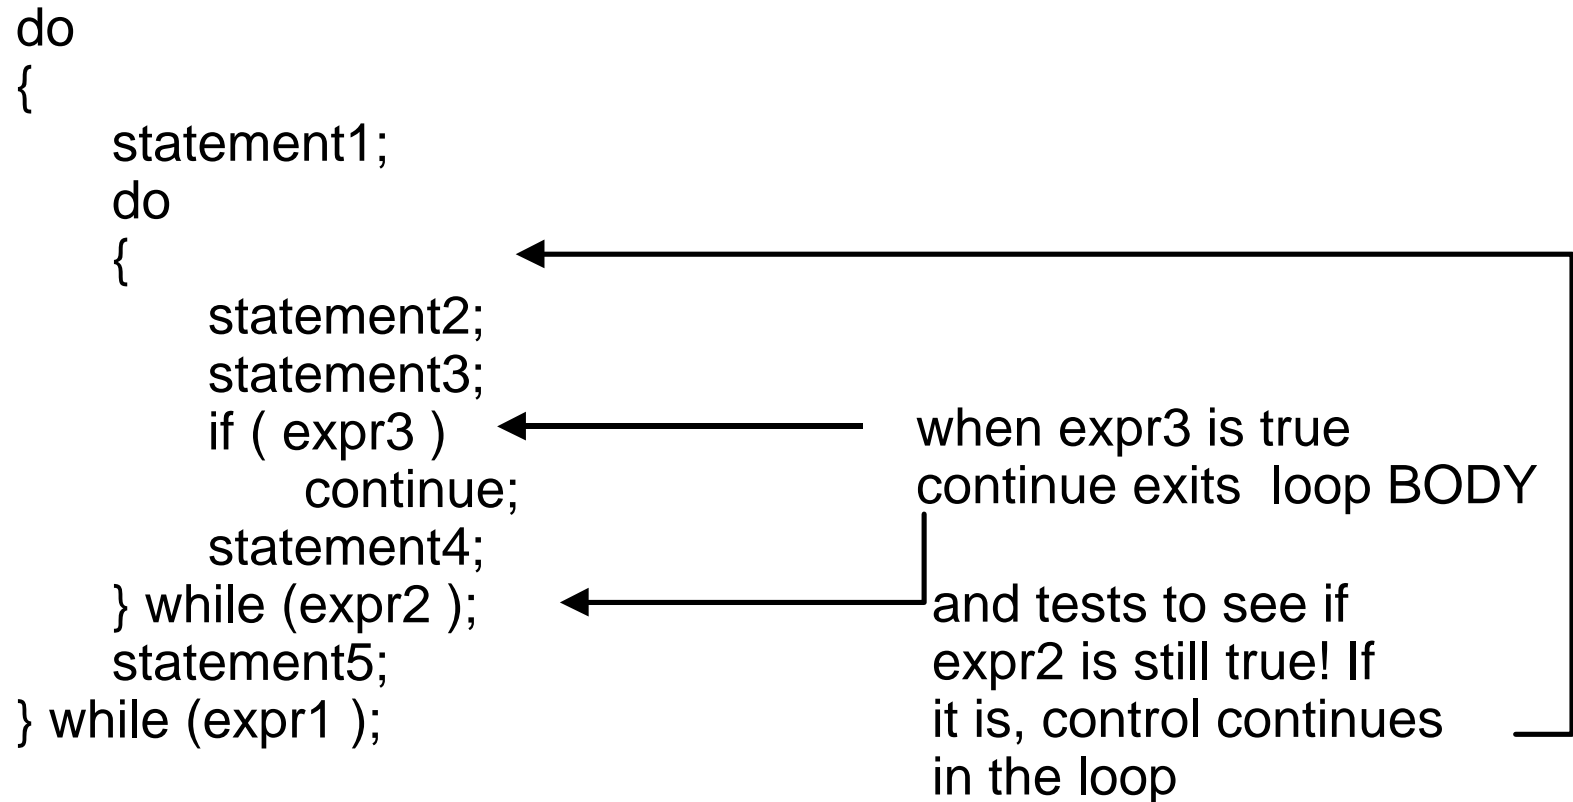 do
{
statement1;
do
{
statement2;
statement3;
if ( expr3 )
continue;
statement4;
} while (expr2 );
statement5;
} while (expr1 );
when expr3 is true
continue exits  loop BODY
and tests to see if
expr2 is still true! If
it is, control continues
in the loop